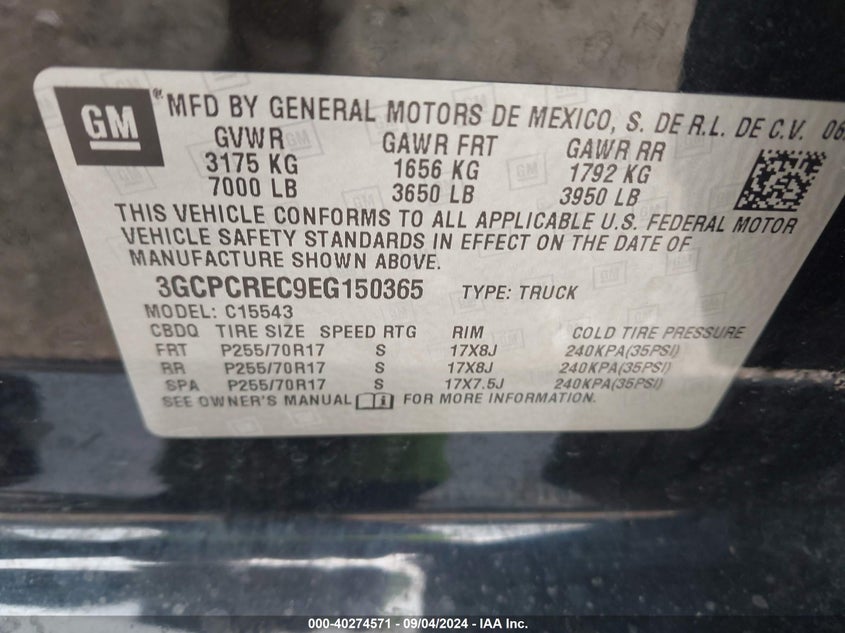 GM
®MFD BY GENERAL MOTORS DE MEXICO, S. DE R.L. DE C.V. 06
GVWR GAWR FRT GAWR RR
3175 KG 1656 KG 1792 KG
7000 LB 3650 LB 3950 LB
THIS VEHICLE CONFORMS TO ALL APPLICABLE U.S. FEDERAL MOTOR
VEHICLE SAFETY STANDARDS IN EFFECT ON THE DATE OF
MANUFACTURE SHOWN ABOVE.
3GCPCREC9EG150365 TYPE: TRUCK
MODEL: C15543
CBDQ TIRE SIZE SPEED RTG RIM COLD TIRE PRESSURE
FRT P255/70R17 S 17X8J 240KPA(35PSI)
RR P255/70R17 S 17X8J 240KPA(35PSI)
SPA P255/70R17 S 17X7.5J 240KPA(35PSI)
SEE OWNER'S MANUAL FOR MORE INFORMATION.
000-40274571 - 09/04/2024 - IAA Inc.